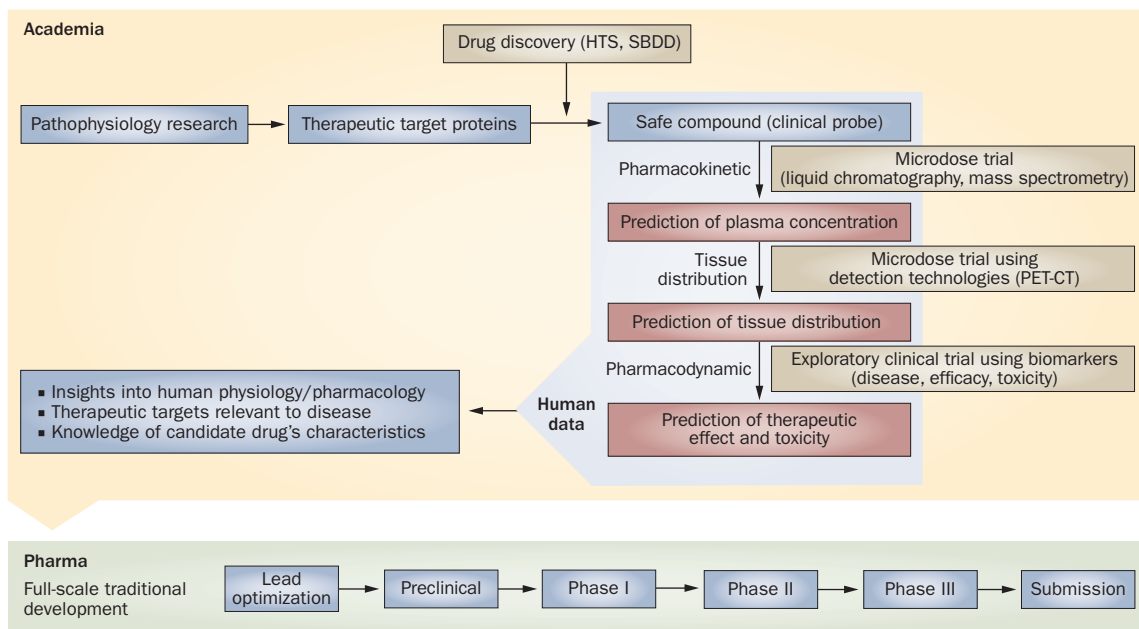 Academia
Drug discovery (HTS, SBDD)
Pathophysiology research
Therapeutic target proteins
Safe compound (clinical probe)
Pharmacokinetic
Microdose trial
(liquid chromatography, mass spectrometry)
Prediction of plasma concentration
Tissue
distribution
Microdose trial using
detection technologies (PET-CT)
Prediction of tissue distribution
Pharmacodynamic
Exploratory clinical trial using biomarkers
(disease, efficacy, toxicity)
Prediction of therapeutic
effect and toxicity
Human
data
▪ Insights into human physiology/pharmacology
▪ Therapeutic targets relevant to disease
▪ Knowledge of candidate drug's characteristics
Pharma
Full-scale traditional
development
Lead
optimization
Preclinical
Phase I
Phase II
Phase III
Submission